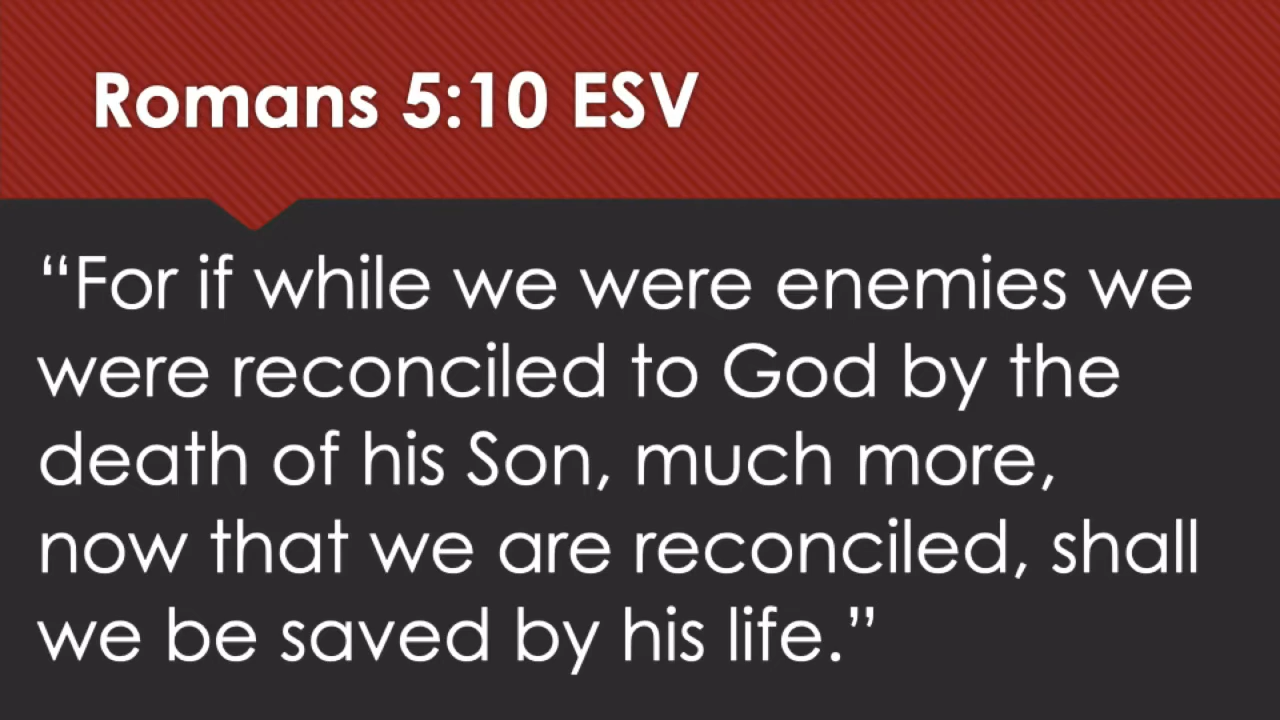 Romans 5:10 ESV
“For if while we were enemies we
were reconciled to God by the
death of his Son, much more,
now that we are reconciled, shall
we be saved by his life.”